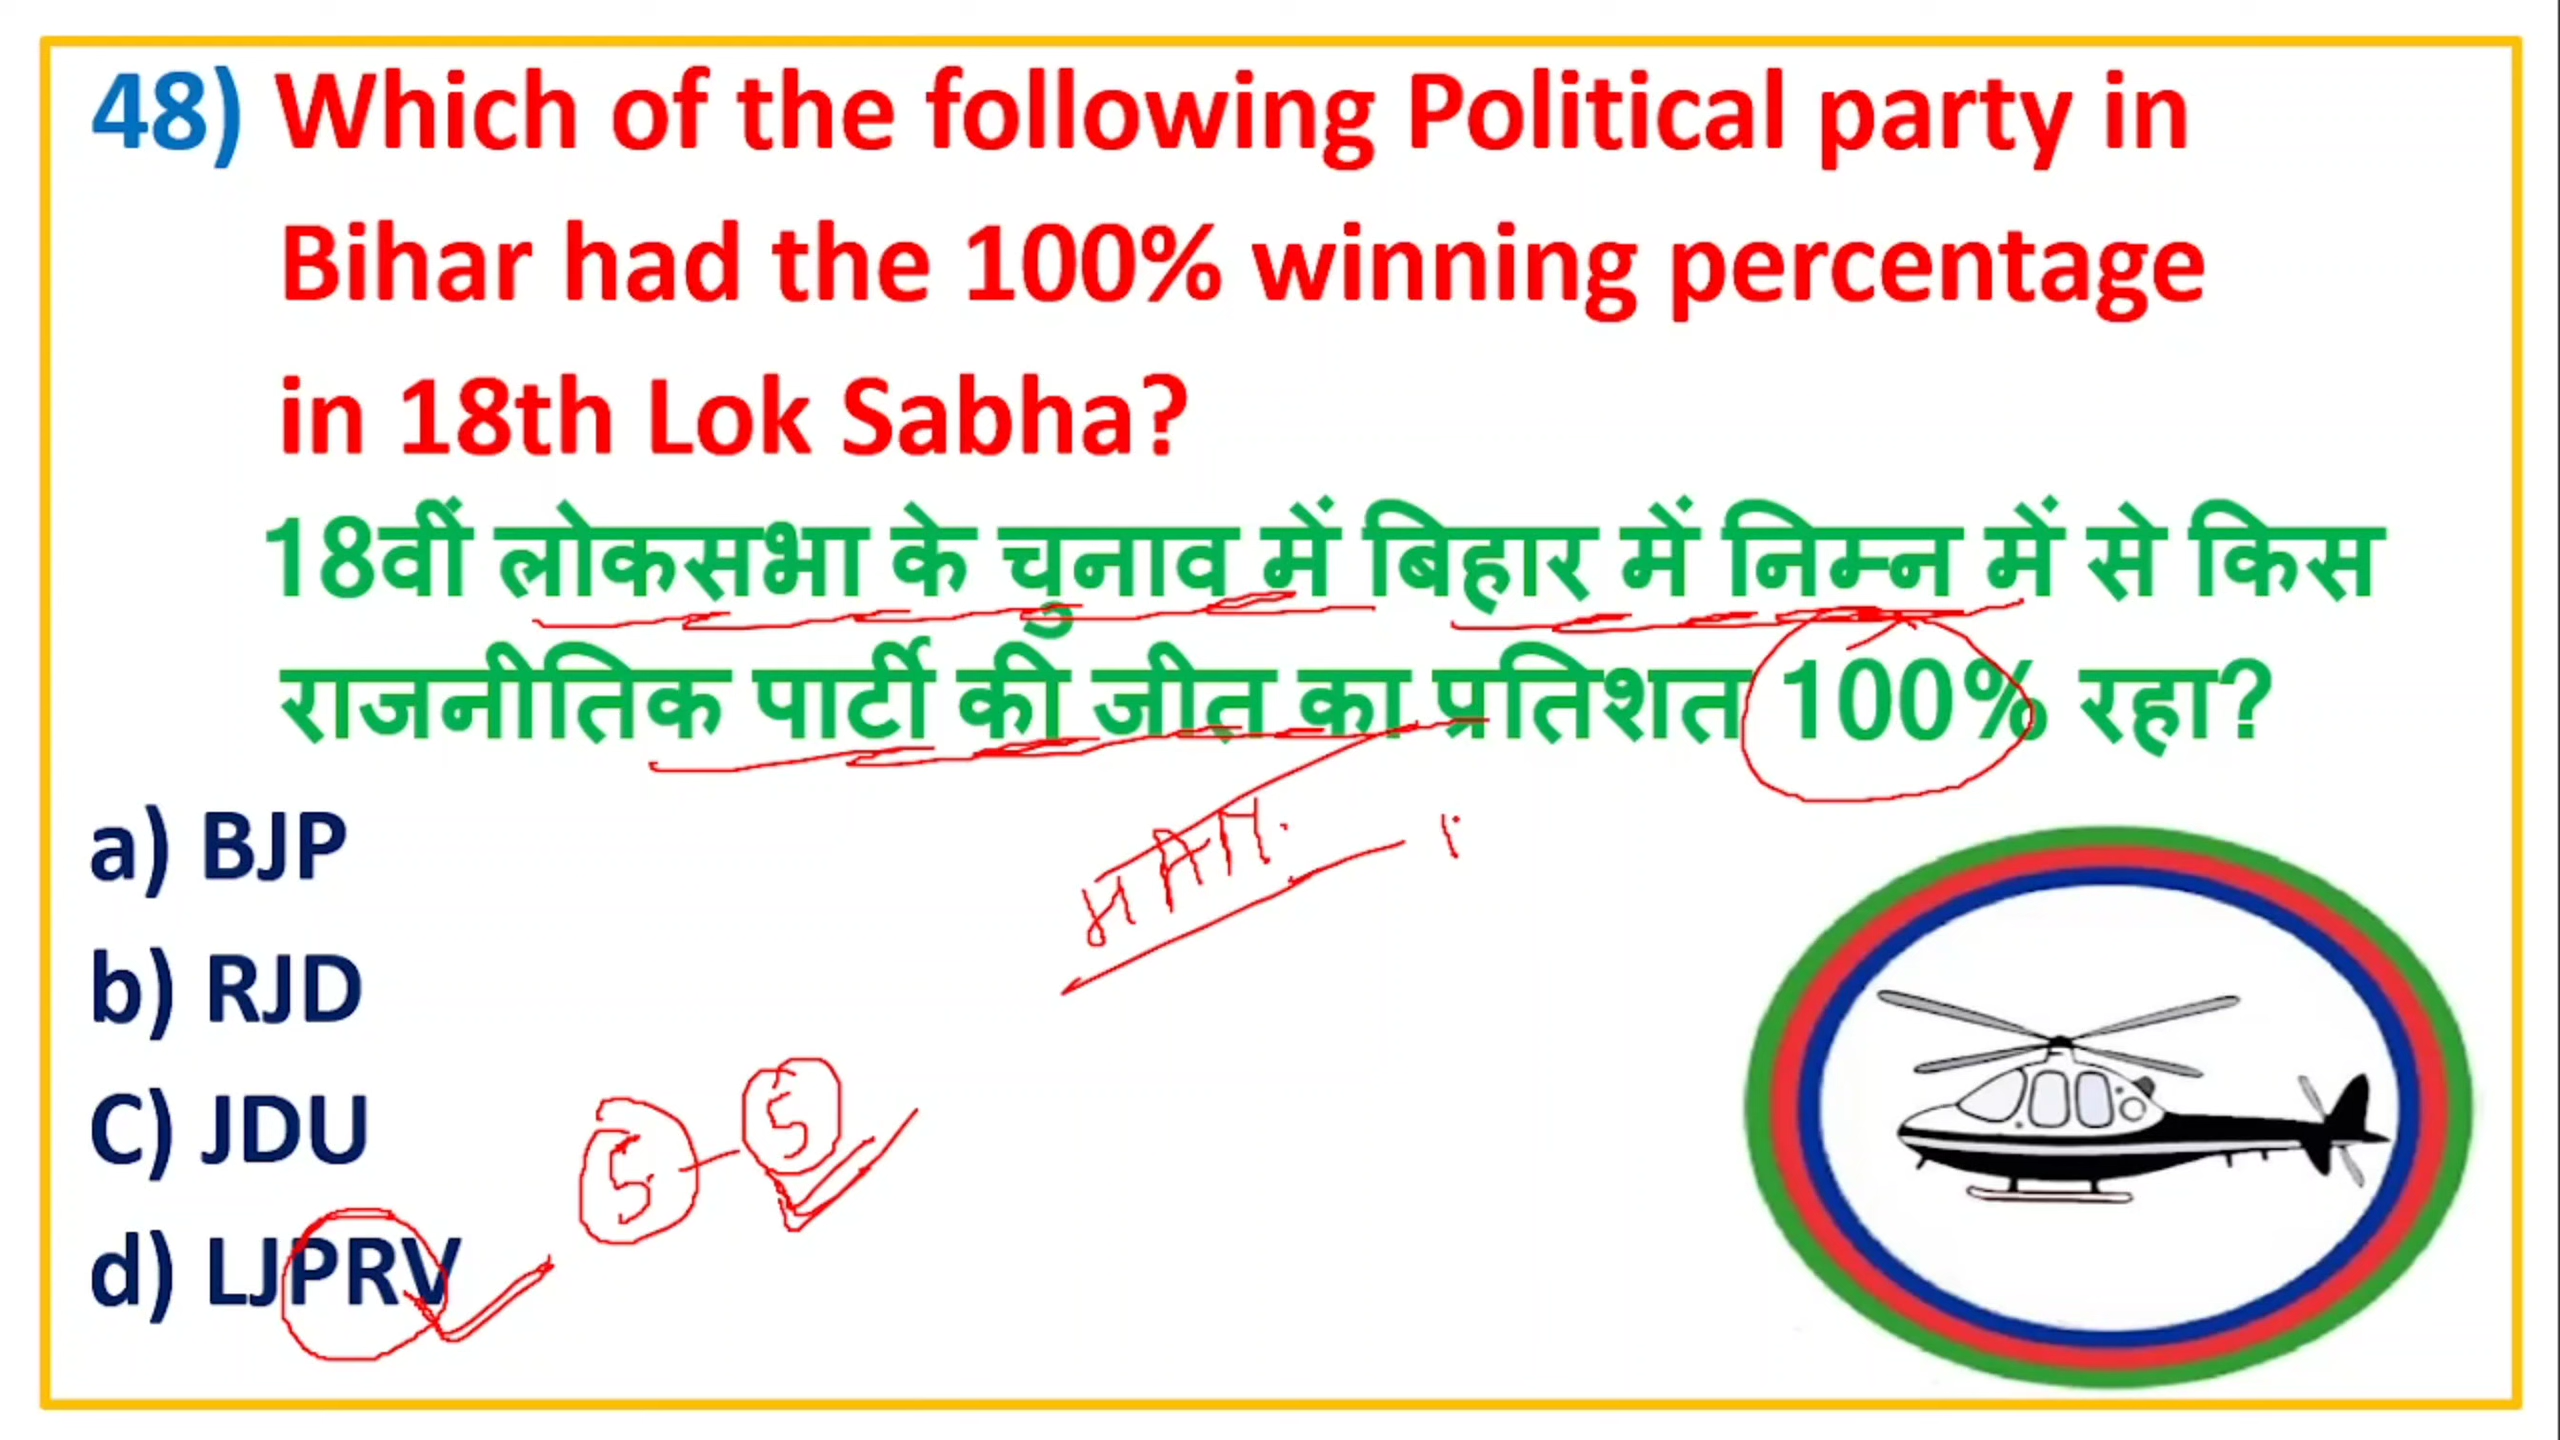 48) Which of the following Political party in
Bihar had the 100% winning percentage
in 18th Lok Sabha?
18वीं लोकसभा के चुनाव में बिहार में निम्न में से किस
राजनीतिक पार्टी की जीत का प्रतिशत 100% रहा?
HAM.
a) BJP
b) RJD
C) JDU
5 - 5
d) LJPRV